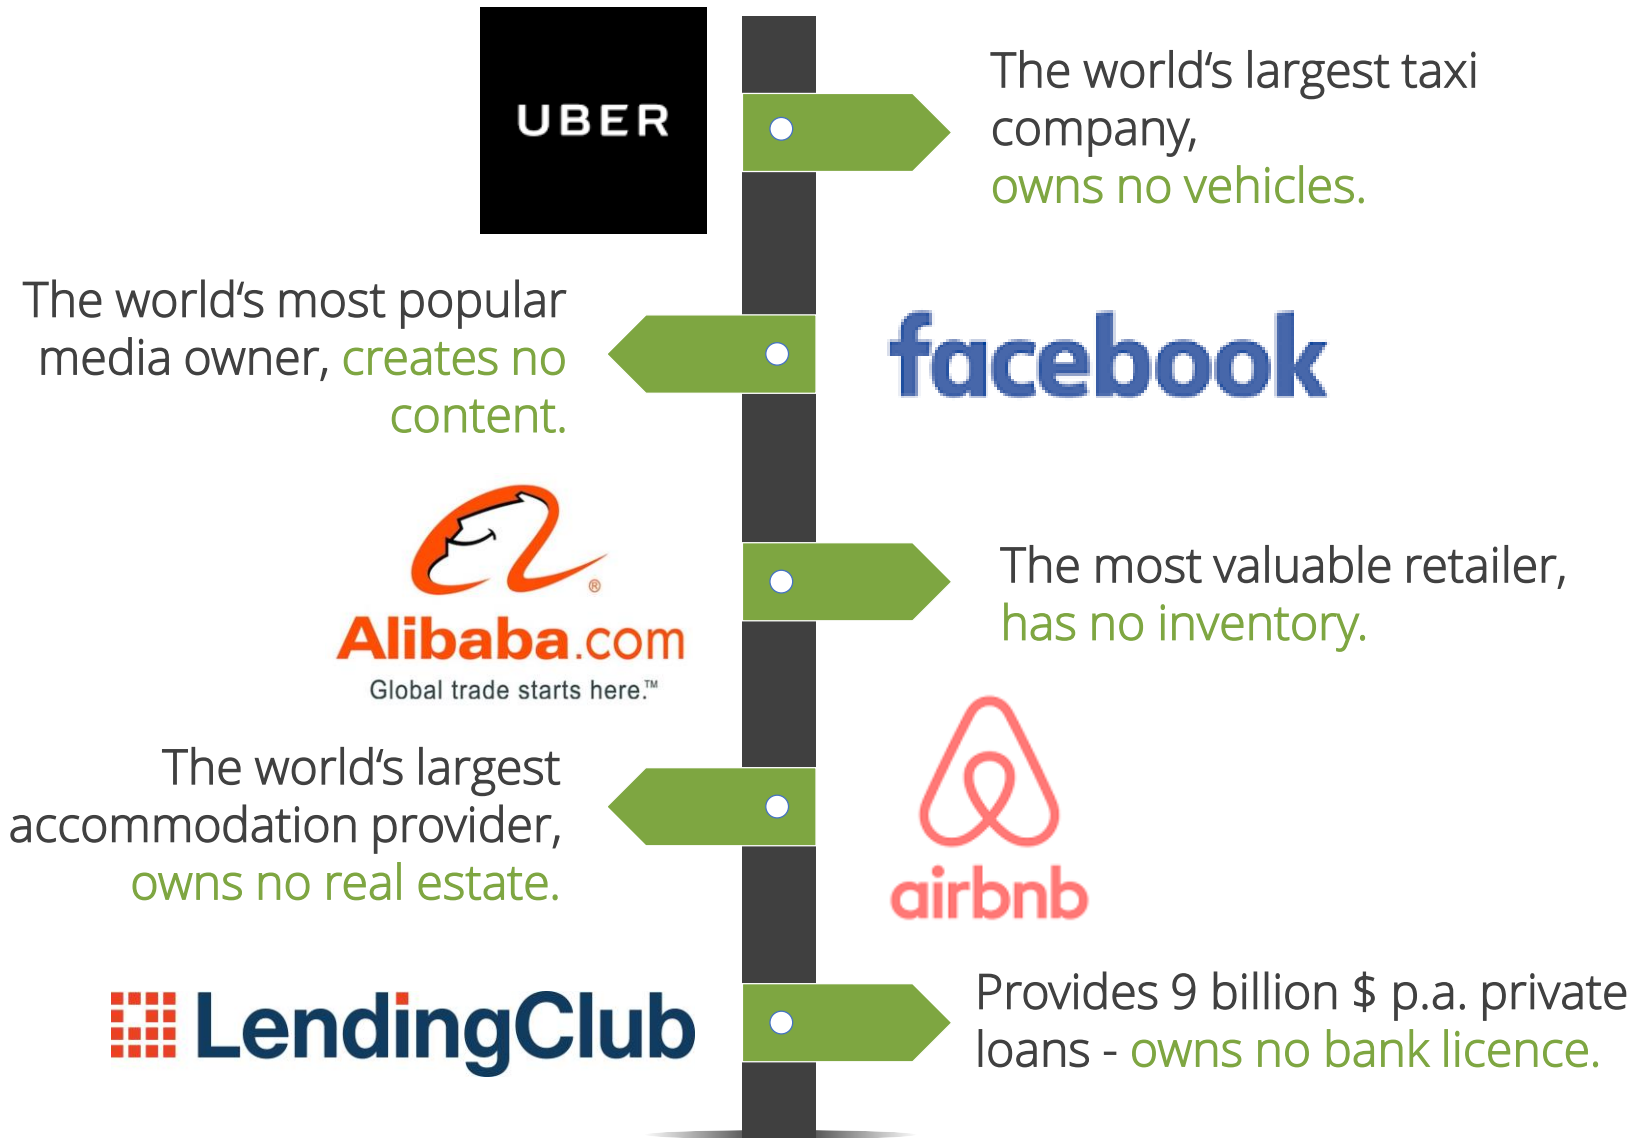 UBER
The world‘s largest taxi
company,
owns no vehicles.
The world‘s most popular
media owner, creates no
content.
facebook
®
Alibaba.com
Global trade starts here.™
The most valuable retailer,
has no inventory.
The world‘s largest
accommodation provider,
owns no real estate.
airbnb
LendingClub
Provides 9 billion $ p.a. private
loans - owns no bank licence.